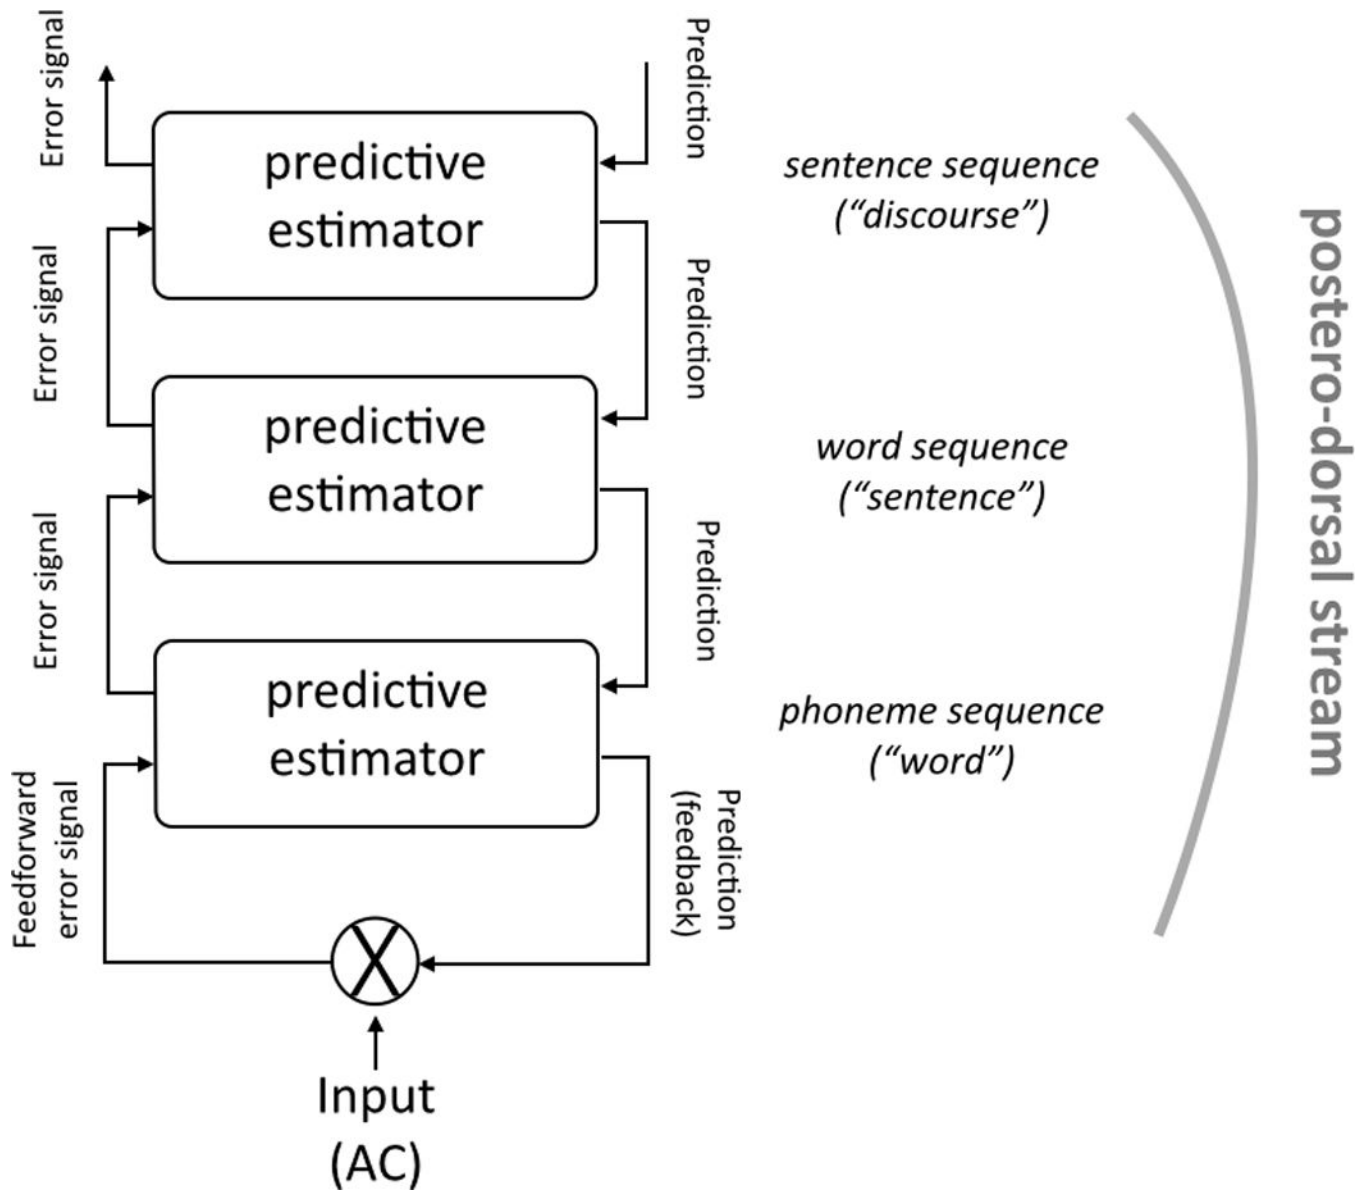 Error signal
Prediction
predictive
estimator
sentence sequence
(“discourse”)
Error signal
Prediction
predictive
estimator
word sequence
(“sentence”)
Error signal
Prediction
predictive
estimator
phoneme sequence
(“word”)
Feedforward
error signal
Prediction
(feedback)
X
Input
(AC)
postero-dorsal stream